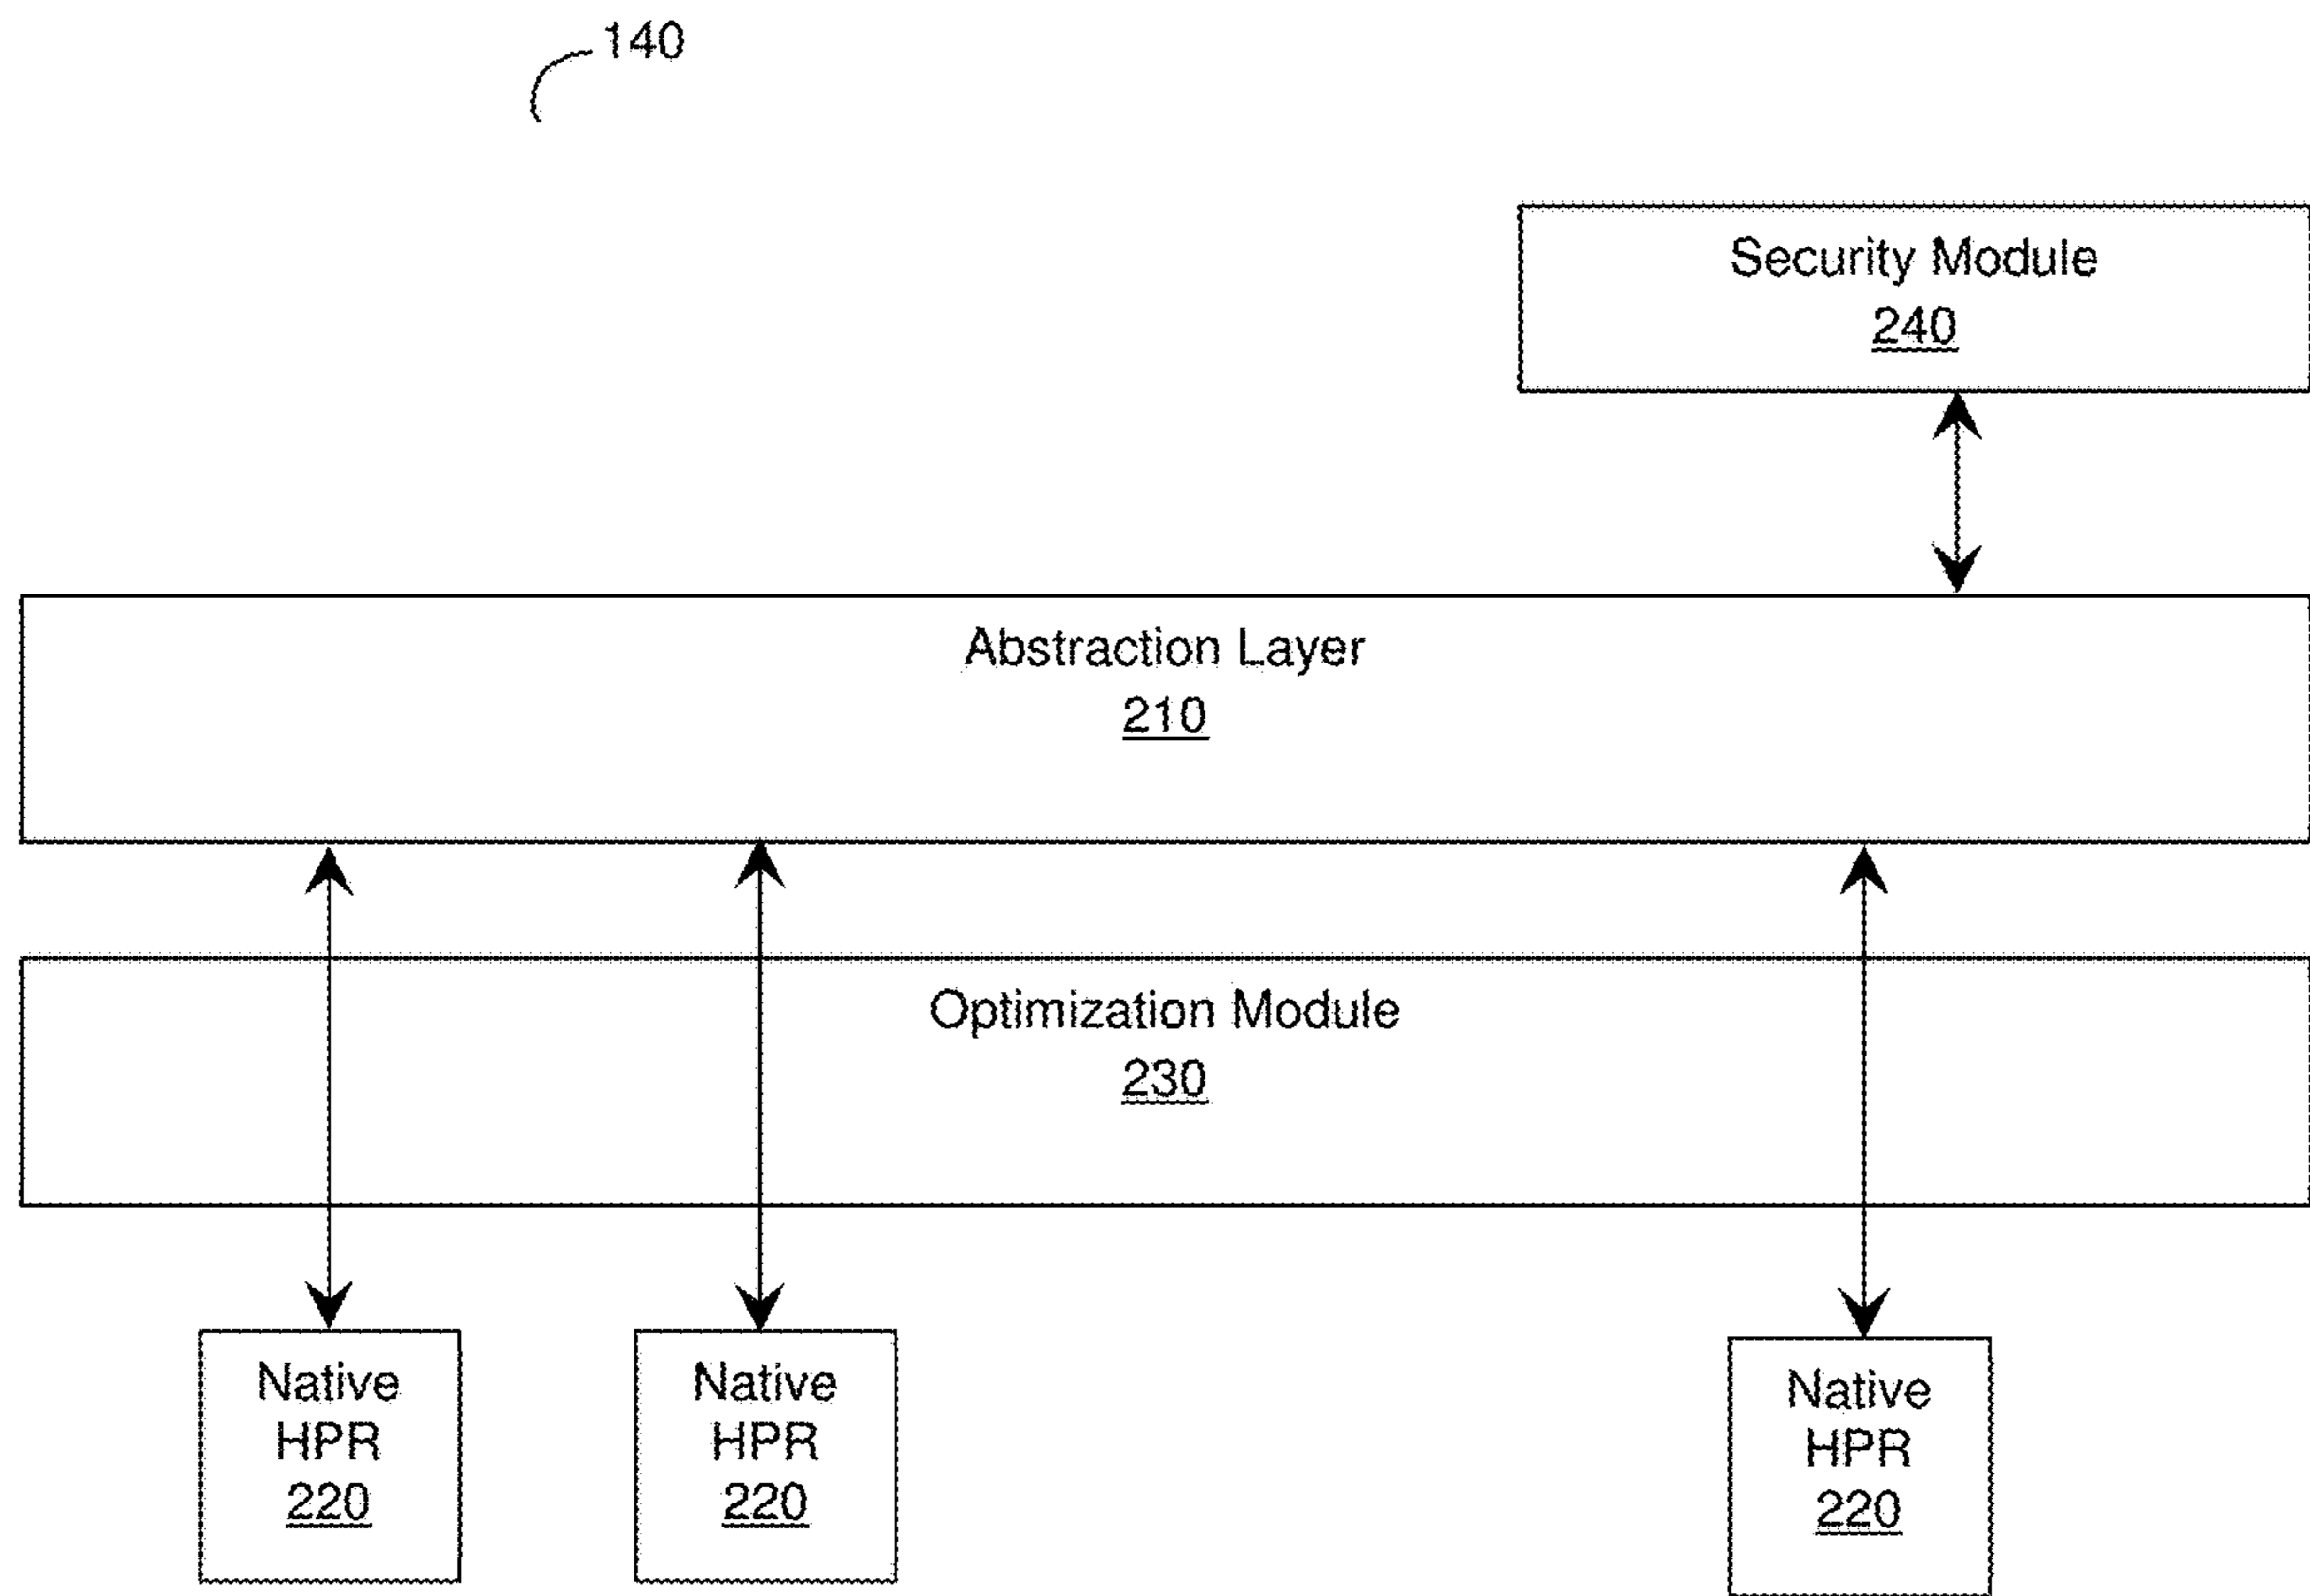 140
Security Module
240
Abstraction Layer
210
Optimization Module
230
Native
HPR
220
Native
HPR
220
Native
HPR
220